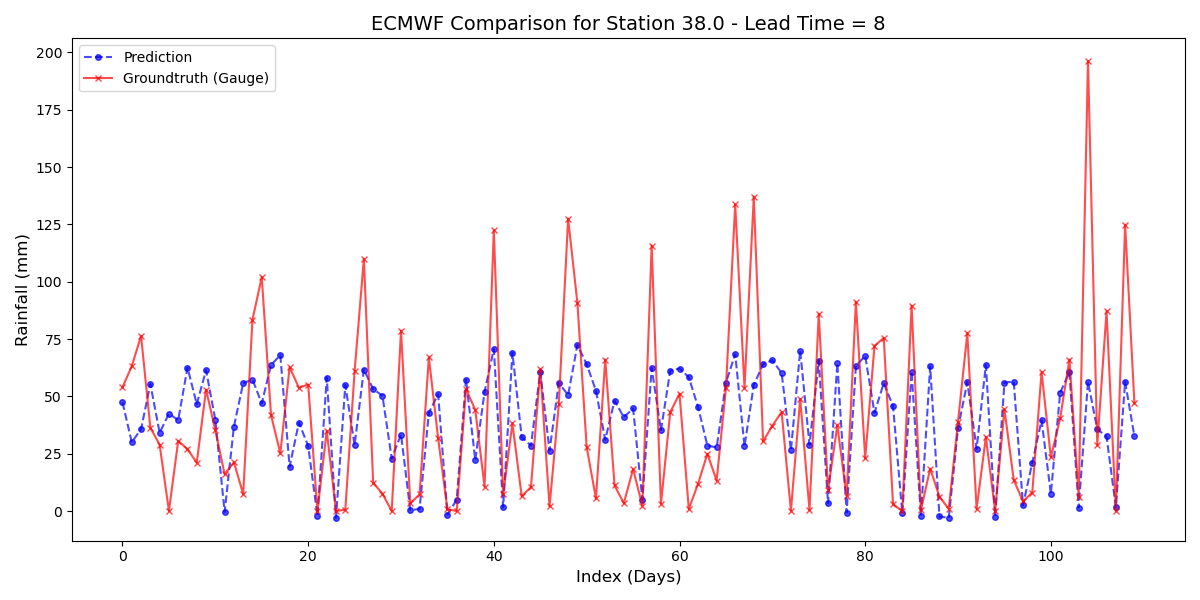 ECMWF Comparison for Station 38.0 - Lead Time = 8
Prediction
Groundtruth (Gauge)
Rainfall (mm)
200
175
150
125
100
75
50
25
0
0 20 40 60 80 100
Index (Days)